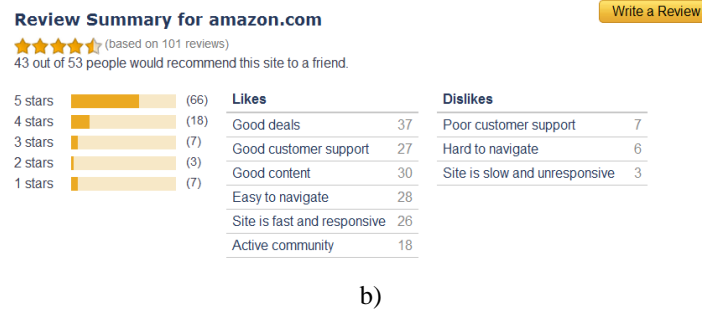 Review Summary for amazon.com
Write a Review
(based on 101 reviews)
43 out of 53 people would recommend this site to a friend.
5 stars (66)
4 stars (18)
3 stars (7)
2 stars (3)
1 stars (7)
Likes
Good deals 37
Good customer support 27
Good content 30
Easy to navigate 28
Site is fast and responsive 26
Active community 18
Dislikes
Poor customer support 7
Hard to navigate 6
Site is slow and unresponsive 3
b)